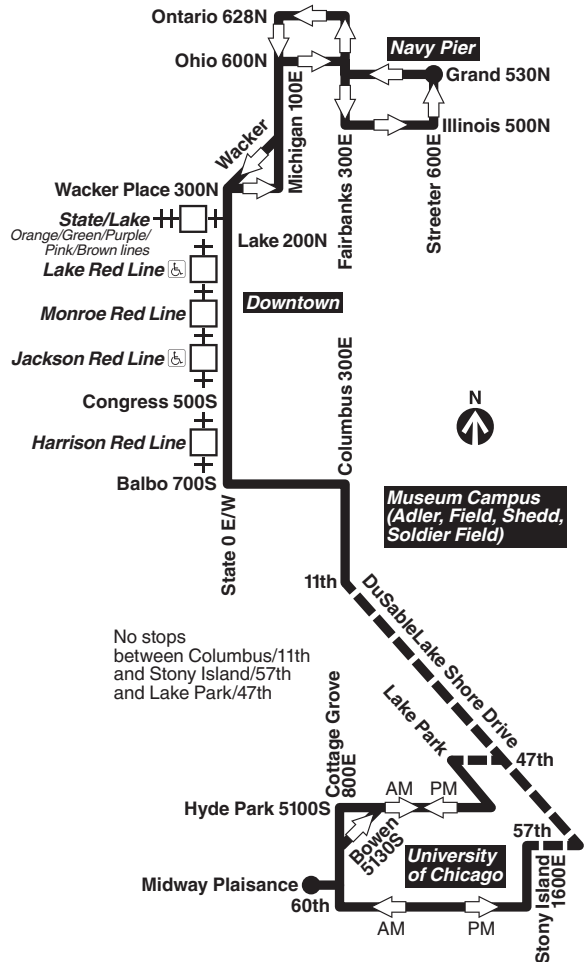 Ontario 628N
Ohio 600N
Navy Pier
Grand 530N
Illinois 500N
Michigan 100E
Fairbanks 300E
Streeter 600E
Wacker
Wacker Place 300N
State/Lake
Orange/Green/Purple/
Pink/Brown lines
Lake 200N
Lake Red Line
Monroe Red Line
Downtown
Jackson Red Line
Columbus 300E
Congress 500S
N
Harrison Red Line
Balbo 700S
State 0 E/W
Museum Campus
(Adler, Field, Shedd,
Soldier Field)
11th
DuSableLake Shore Drive
No stops
between Columbus/11th
and Stony Island/57th
and Lake Park/47th
Lake Park
47th
Cottage Grove
800E
AM
PM
Hyde Park 5100S
Bowen
5130S
57th
University
of Chicago
Stony Island
1600E
Midway Plaisance
60th
AM
PM